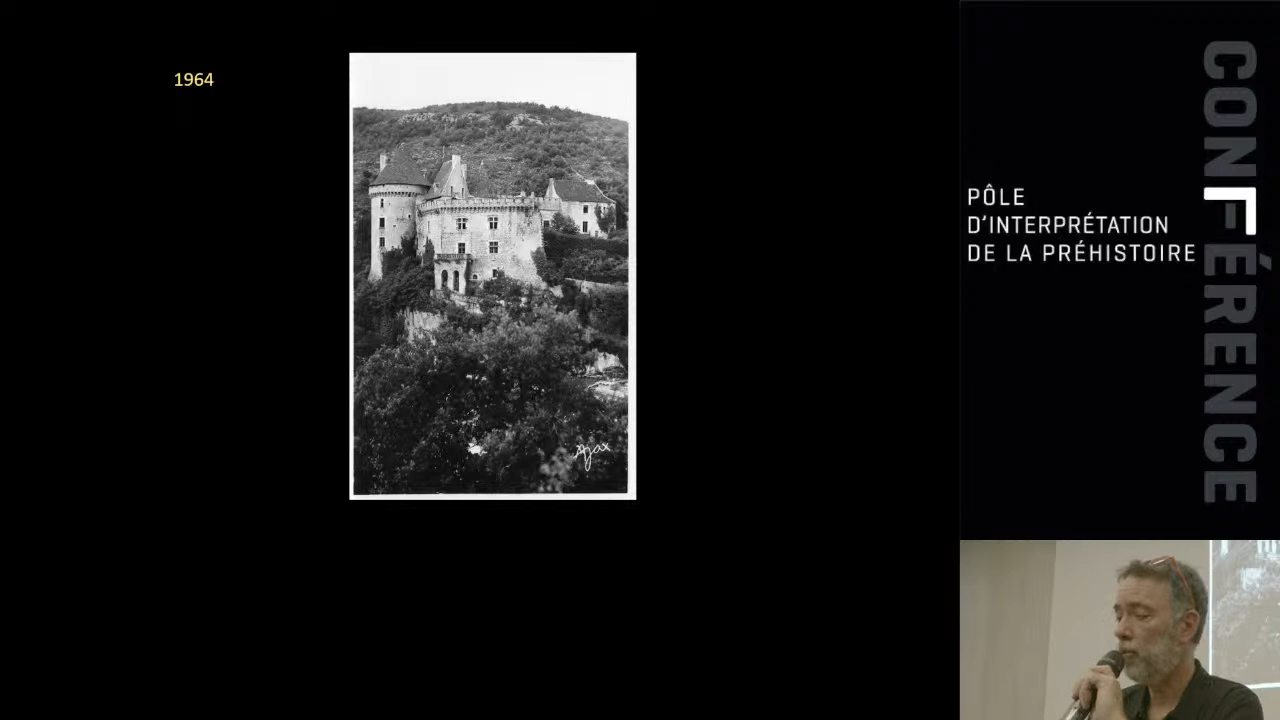 1964
Ajax
PÔLE
D'INTERPRÉTATION
DE LA PRÉHISTOIRE
CONFÉRENCE